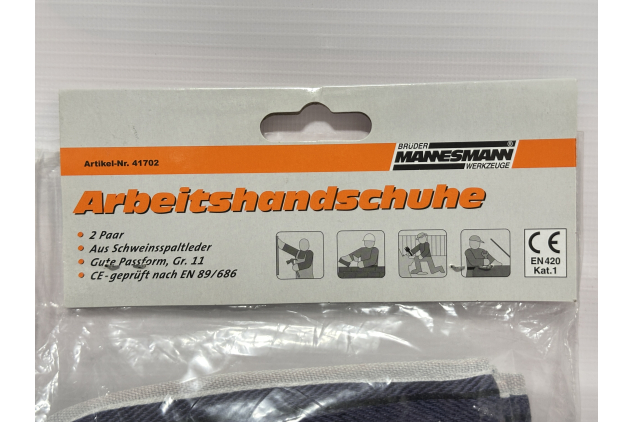 BRÜDER
MANNESMANN®
WERKZEUGE
Artikel-Nr. 41702
Arbeitshandschuhe
• 2 Paar
• Aus Schweinsspaltleder
• Gute Passform, Gr. 11
• CE-geprüft nach EN 89/686
CE
EN 420
Kat.1